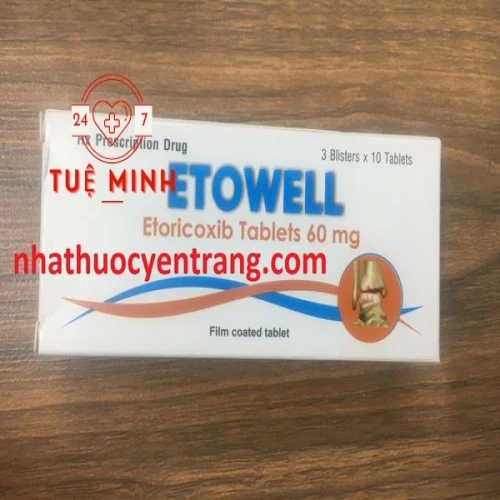 24 7
Rx Prescription Drug
3 Blisters x 10 Tablets
TUỆ MINH
ETOWELL
Etoricoxib Tablets 60 mg
nhathuocyentrang.com
Film coated tablet